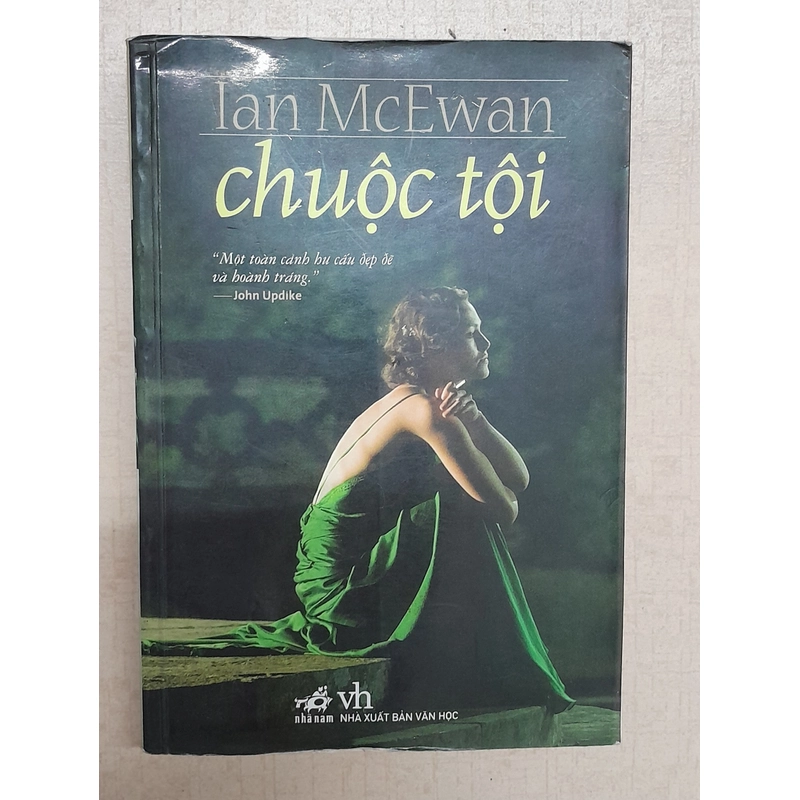 Ian McEwan
chuộc tội
“Một toàn cảnh hư cấu đẹp đẽ
và hoành tráng.”
—John Updike
vh
nhã nam NHÀ XUẤT BẢN VĂN HỌC